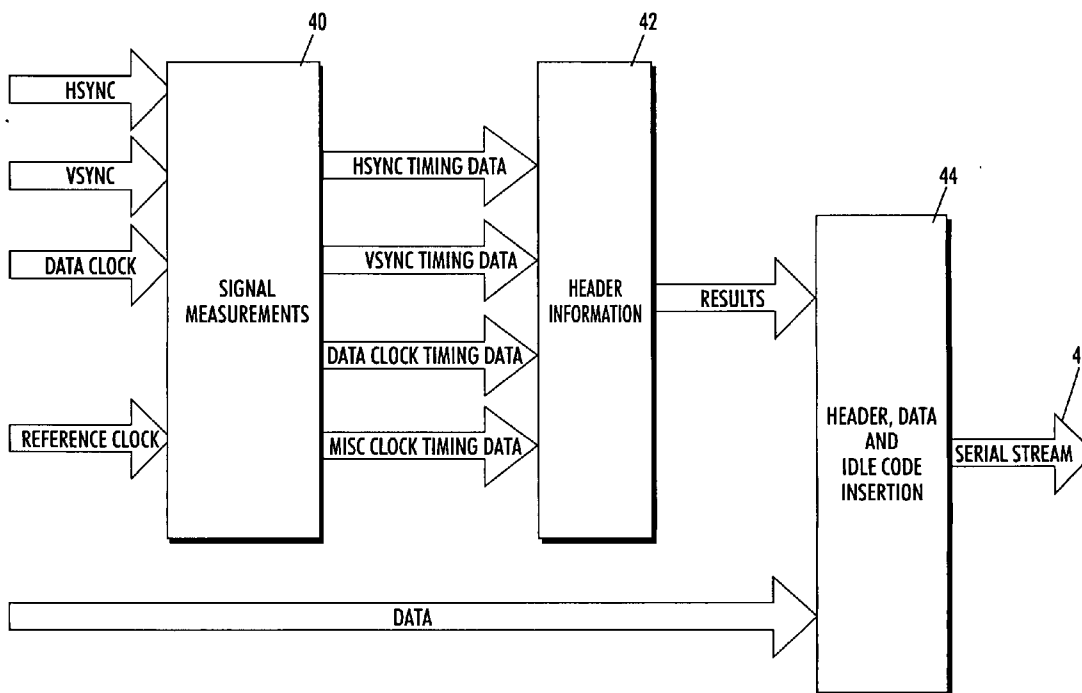 40
42
HSYNC
VSYNC
HSYNC TIMING DATA
44
DATA CLOCK
VSYNC TIMING DATA
SIGNAL
MEASUREMENTS
HEADER
INFORMATION
RESULTS
DATA CLOCK TIMING DATA
4
REFERENCE CLOCK
MISC CLOCK TIMING DATA
HEADER, DATA
AND
IDLE CODE
INSERTION
SERIAL STREAM
DATA